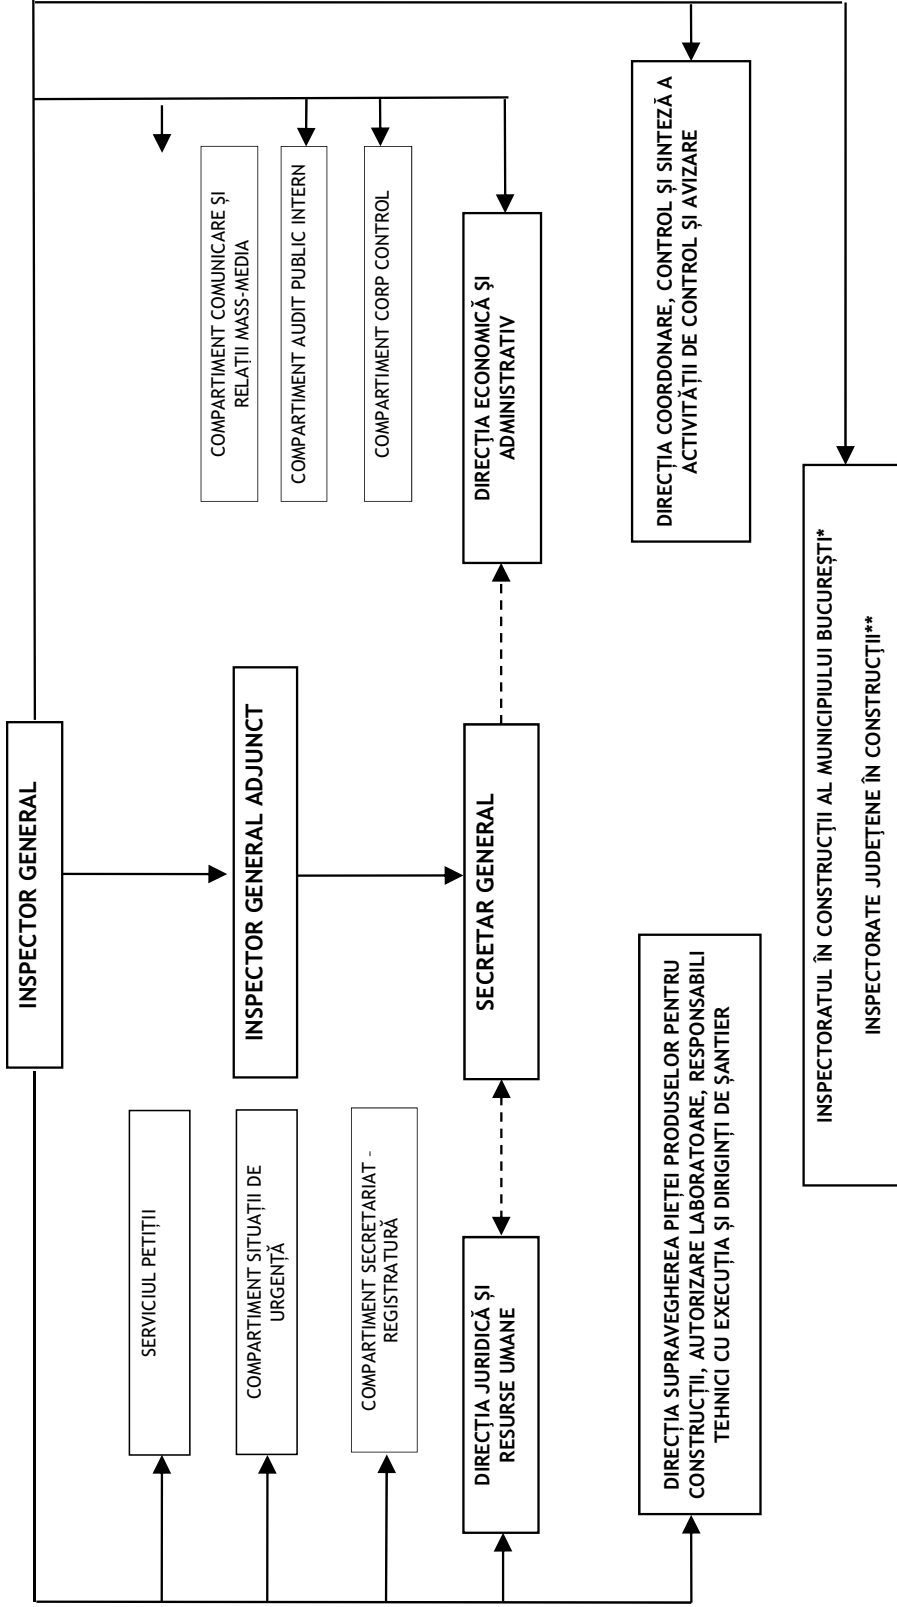 INSPECTOR GENERAL
INSPECTOR GENERAL ADJUNCT
SECRETAR GENERAL
SERVICIUL PETIȚII
COMPARTIMENT SITUAȚII DE
URGENȚĂ
COMPARTIMENT SECRETARIAT -
REGISTRATURĂ
DIRECȚIA JURIDICĂ ȘI
RESURSE UMANE
DIRECȚIA SUPRAVEGHEREA PIEȚEI PRODUSELOR PENTRU
CONSTRUCȚII, AUTORIZARE LABORATOARE, RESPONSABILI
TEHNICI CU EXECUȚIA ȘI DIRIGINȚI DE ȘANTIER
COMPARTIMENT COMUNICARE ȘI
RELAȚII MASS-MEDIA
COMPARTIMENT AUDIT PUBLIC INTERN
COMPARTIMENT CORP CONTROL
DIRECȚIA ECONOMICĂ ȘI
ADMINISTRATIV
DIRECȚIA COORDONARE, CONTROL ȘI SINTEZĂ A
ACTIVITĂȚII DE CONTROL ȘI AVIZARE
INSPECTORATUL ÎN CONSTRUCȚII AL MUNICIPIULUI BUCUREȘTI*
INSPECTORATE JUDEȚENE ÎN CONSTRUCȚII**